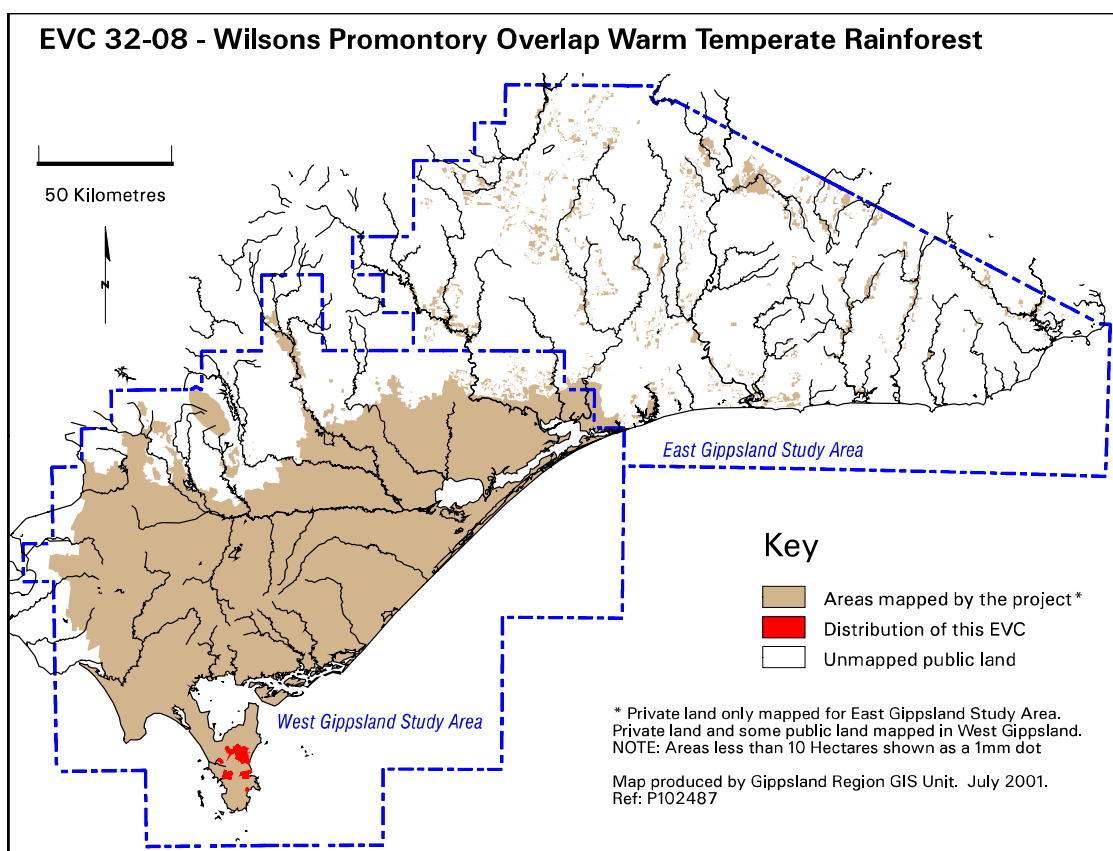 EVC 32-08 - Wilsons Promontory Overlap Warm Temperate Rainforest
50 Kilometres
N
East Gippsland Study Area
West Gippsland Study Area
Key
Areas mapped by the project*
Distribution of this EVC
Unmapped public land
* Private land only mapped for East Gippsland Study Area.
Private land and some public land mapped in West Gippsland.
NOTE: Areas less than 10 Hectares shown as a 1mm dot
Map produced by Gippsland Region GIS Unit. July 2001.
Ref: P102487